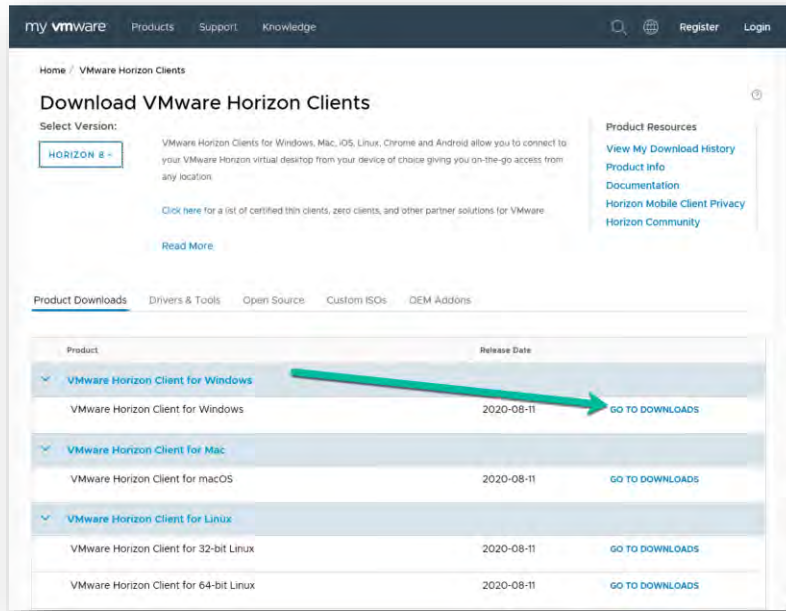 my vmware Products Support Knowledge Register Login
Home / VMware Horizon Clients
Download VMware Horizon Clients
Select Version:
HORIZON 8
VMware Horizon Clients for Windows, Mac, iOS, Linux, Chrome and Android allow you to connect to
your VMware Horizon virtual desktop from your device of choice giving you on-the-go access from
any location.
Click here for a list of certified thin clients, zero clients, and other partner solutions for VMware
Read More
Product Resources
View My Download History
Product Info
Documentation
Horizon Mobile Client Privacy
Horizon Community
Product Downloads Drivers & Tools Open Source Custom ISOs OEM Addons
Product Release Date
VMware Horizon Client for Windows
VMware Horizon Client for Windows 2020-08-11 GO TO DOWNLOADS
VMware Horizon Client for Mac
VMware Horizon Client for macOS 2020-08-11 GO TO DOWNLOADS
VMware Horizon Client for Linux
VMware Horizon Client for 32-bit Linux 2020-08-11 GO TO DOWNLOADS
VMware Horizon Client for 64-bit Linux 2020-08-11 GO TO DOWNLOADS